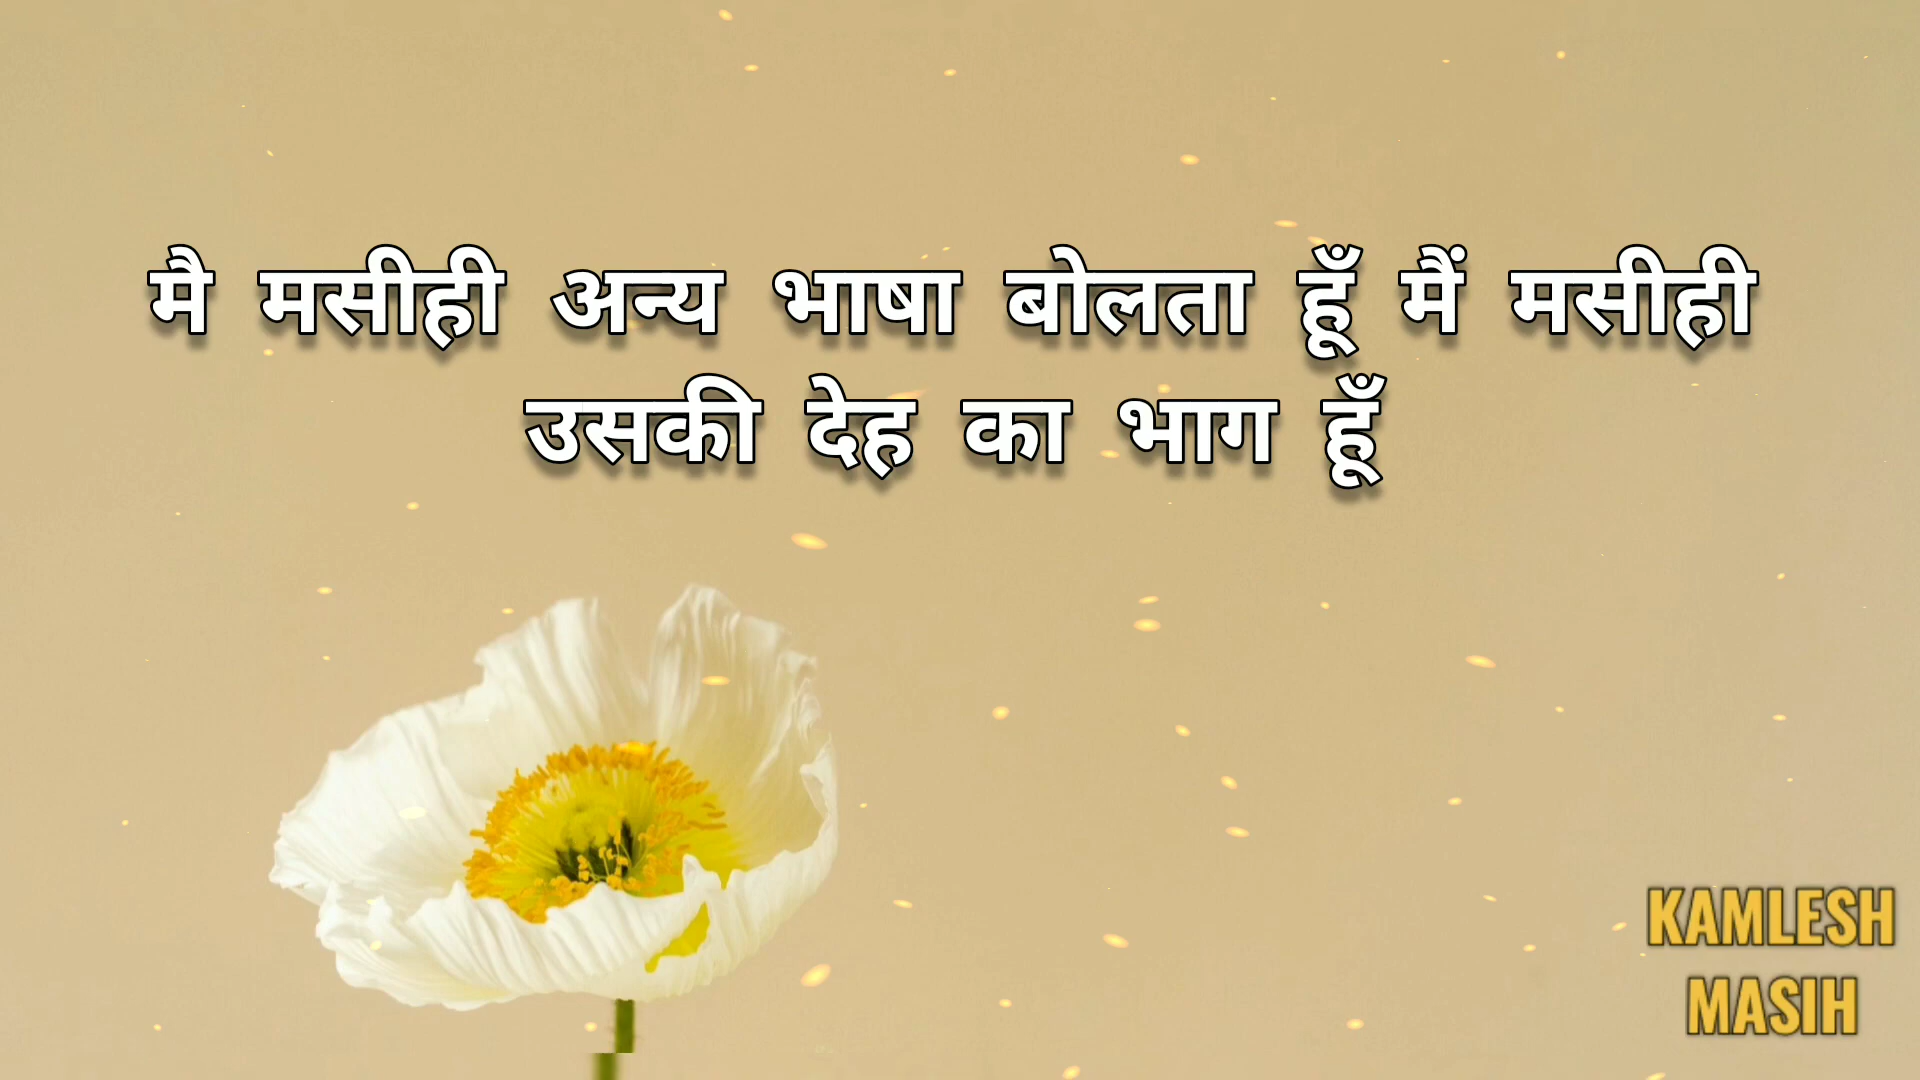 मै मसीही अन्य भाषा बोलता हूँ मैं मसीही
उसकी देह का भाग हूँ
KAMLESH
MASIH